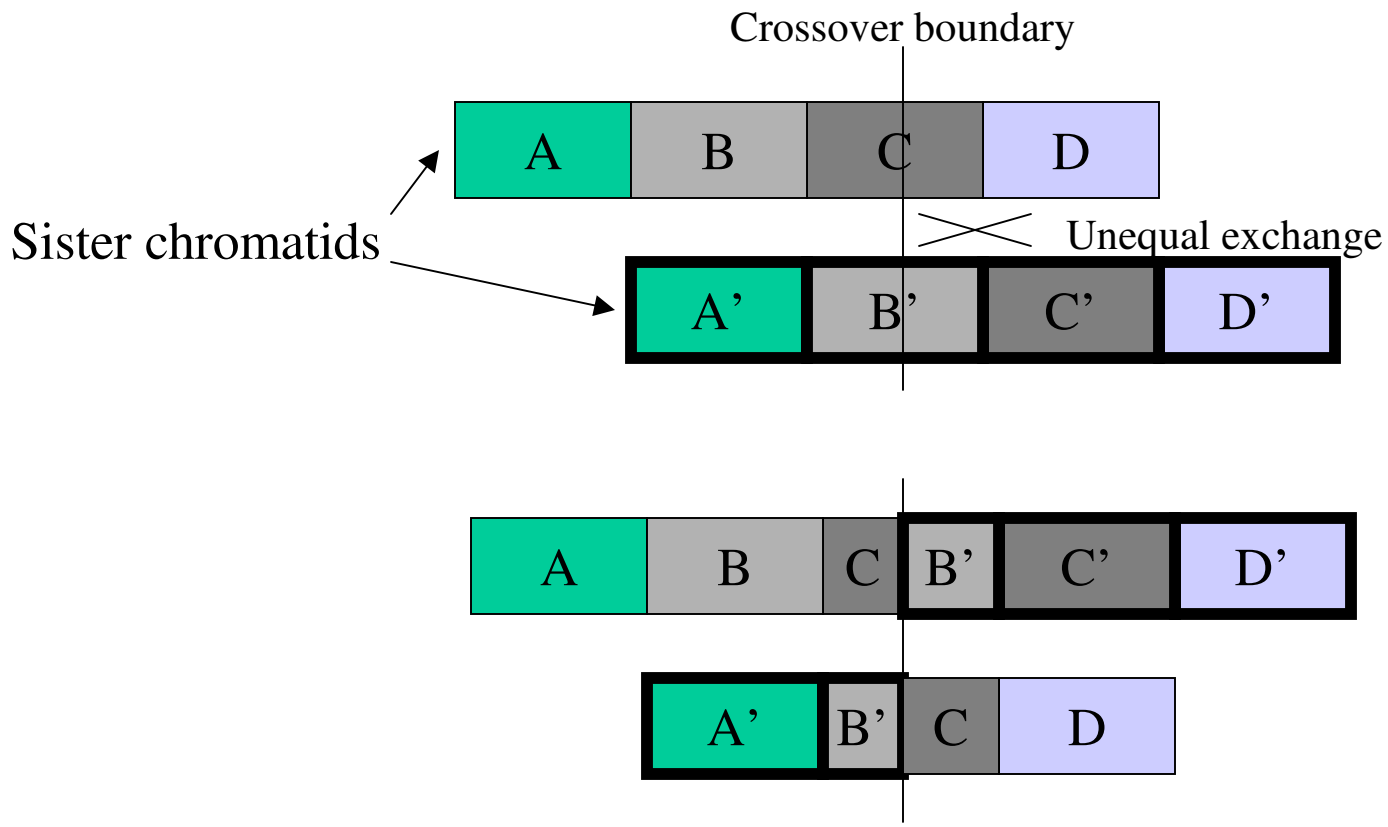 Crossover boundary
A B C D
Sister chromatids
Unequal exchange
A’ B’ C’ D’
A B C B’ C’ D’
A’ B’ C D